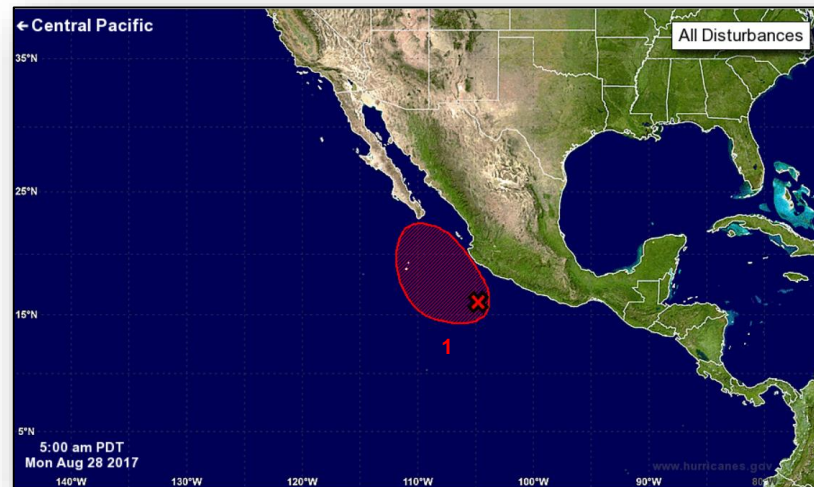 ←Central Pacific
All Disturbances
35°N
25°N
15°N
1
5°N
5:00 am PDT
Mon Aug 28 2017
www.hurricanes.gov
140°W
130°W
120°W
110°W
100°W
90°W
80°W